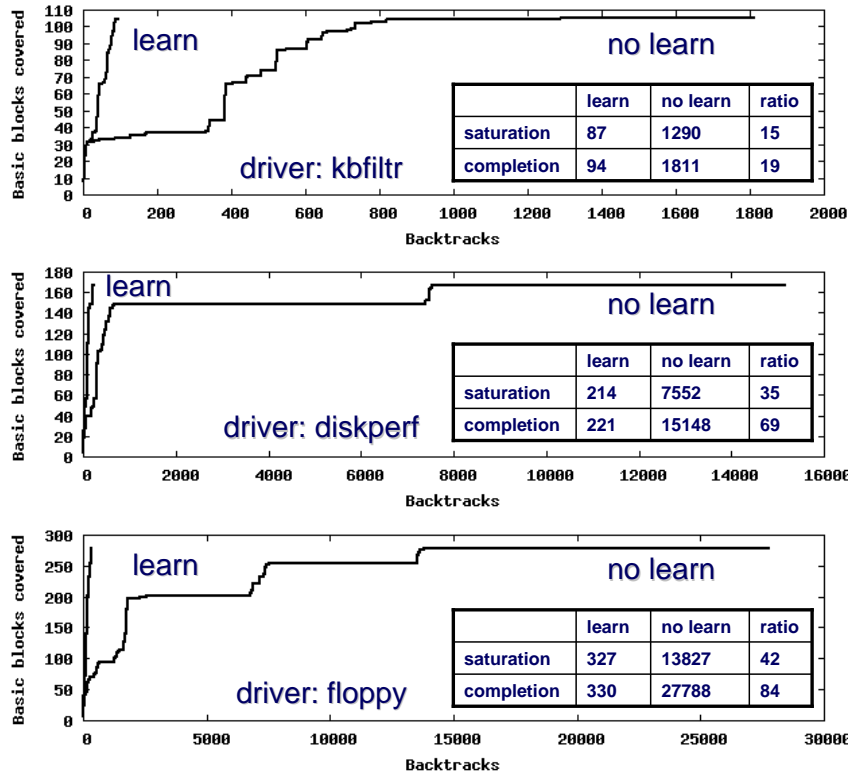 110
100
90
80
70
60
50
40
30
20
10
0
Basic blocks covered
learn
no learn
learn no learn ratio
saturation 87 1290 15
completion 94 1811 19
driver: kbfiltr
0 200 400 600 800 1000 1200 1400 1600 1800 2000
Backtracks
180
160
140
120
100
80
60
40
20
0
Basic blocks covered
learn
no learn
learn no learn ratio
saturation 214 7552 35
completion 221 15148 69
driver: diskperf
0 2000 4000 6000 8000 10000 12000 14000 16000
Backtracks
300
250
200
150
100
50
0
Basic blocks covered
learn
no learn
learn no learn ratio
saturation 327 13827 42
completion 330 27788 84
driver: floppy
0 5000 10000 15000 20000 25000 30000
Backtracks